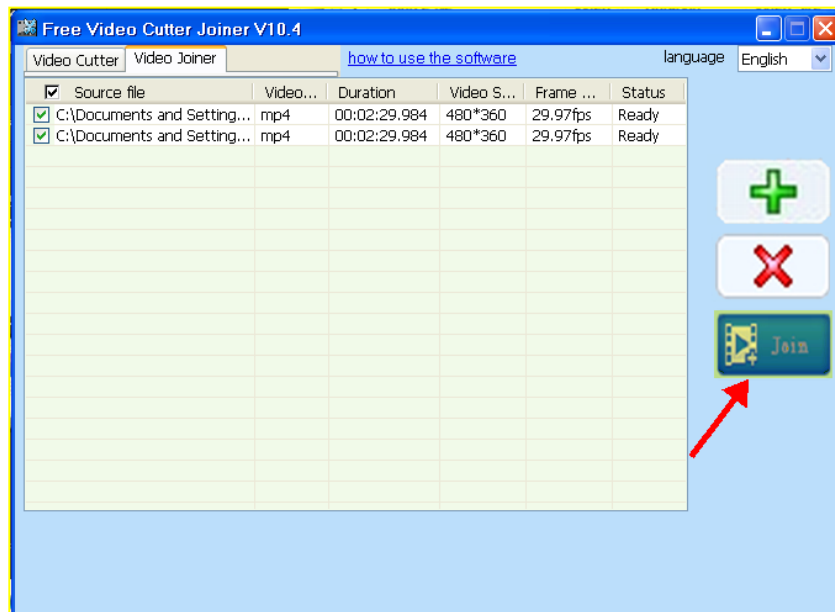 Free Video Cutter Joiner V10.4
Video Cutter Video Joiner how to use the software language English
Source file Video... Duration Video S... Frame ... Status
C:\Documents and Setting... mp4 00:02:29.984 480*360 29.97fps Ready
C:\Documents and Setting... mp4 00:02:29.984 480*360 29.97fps Ready
Join